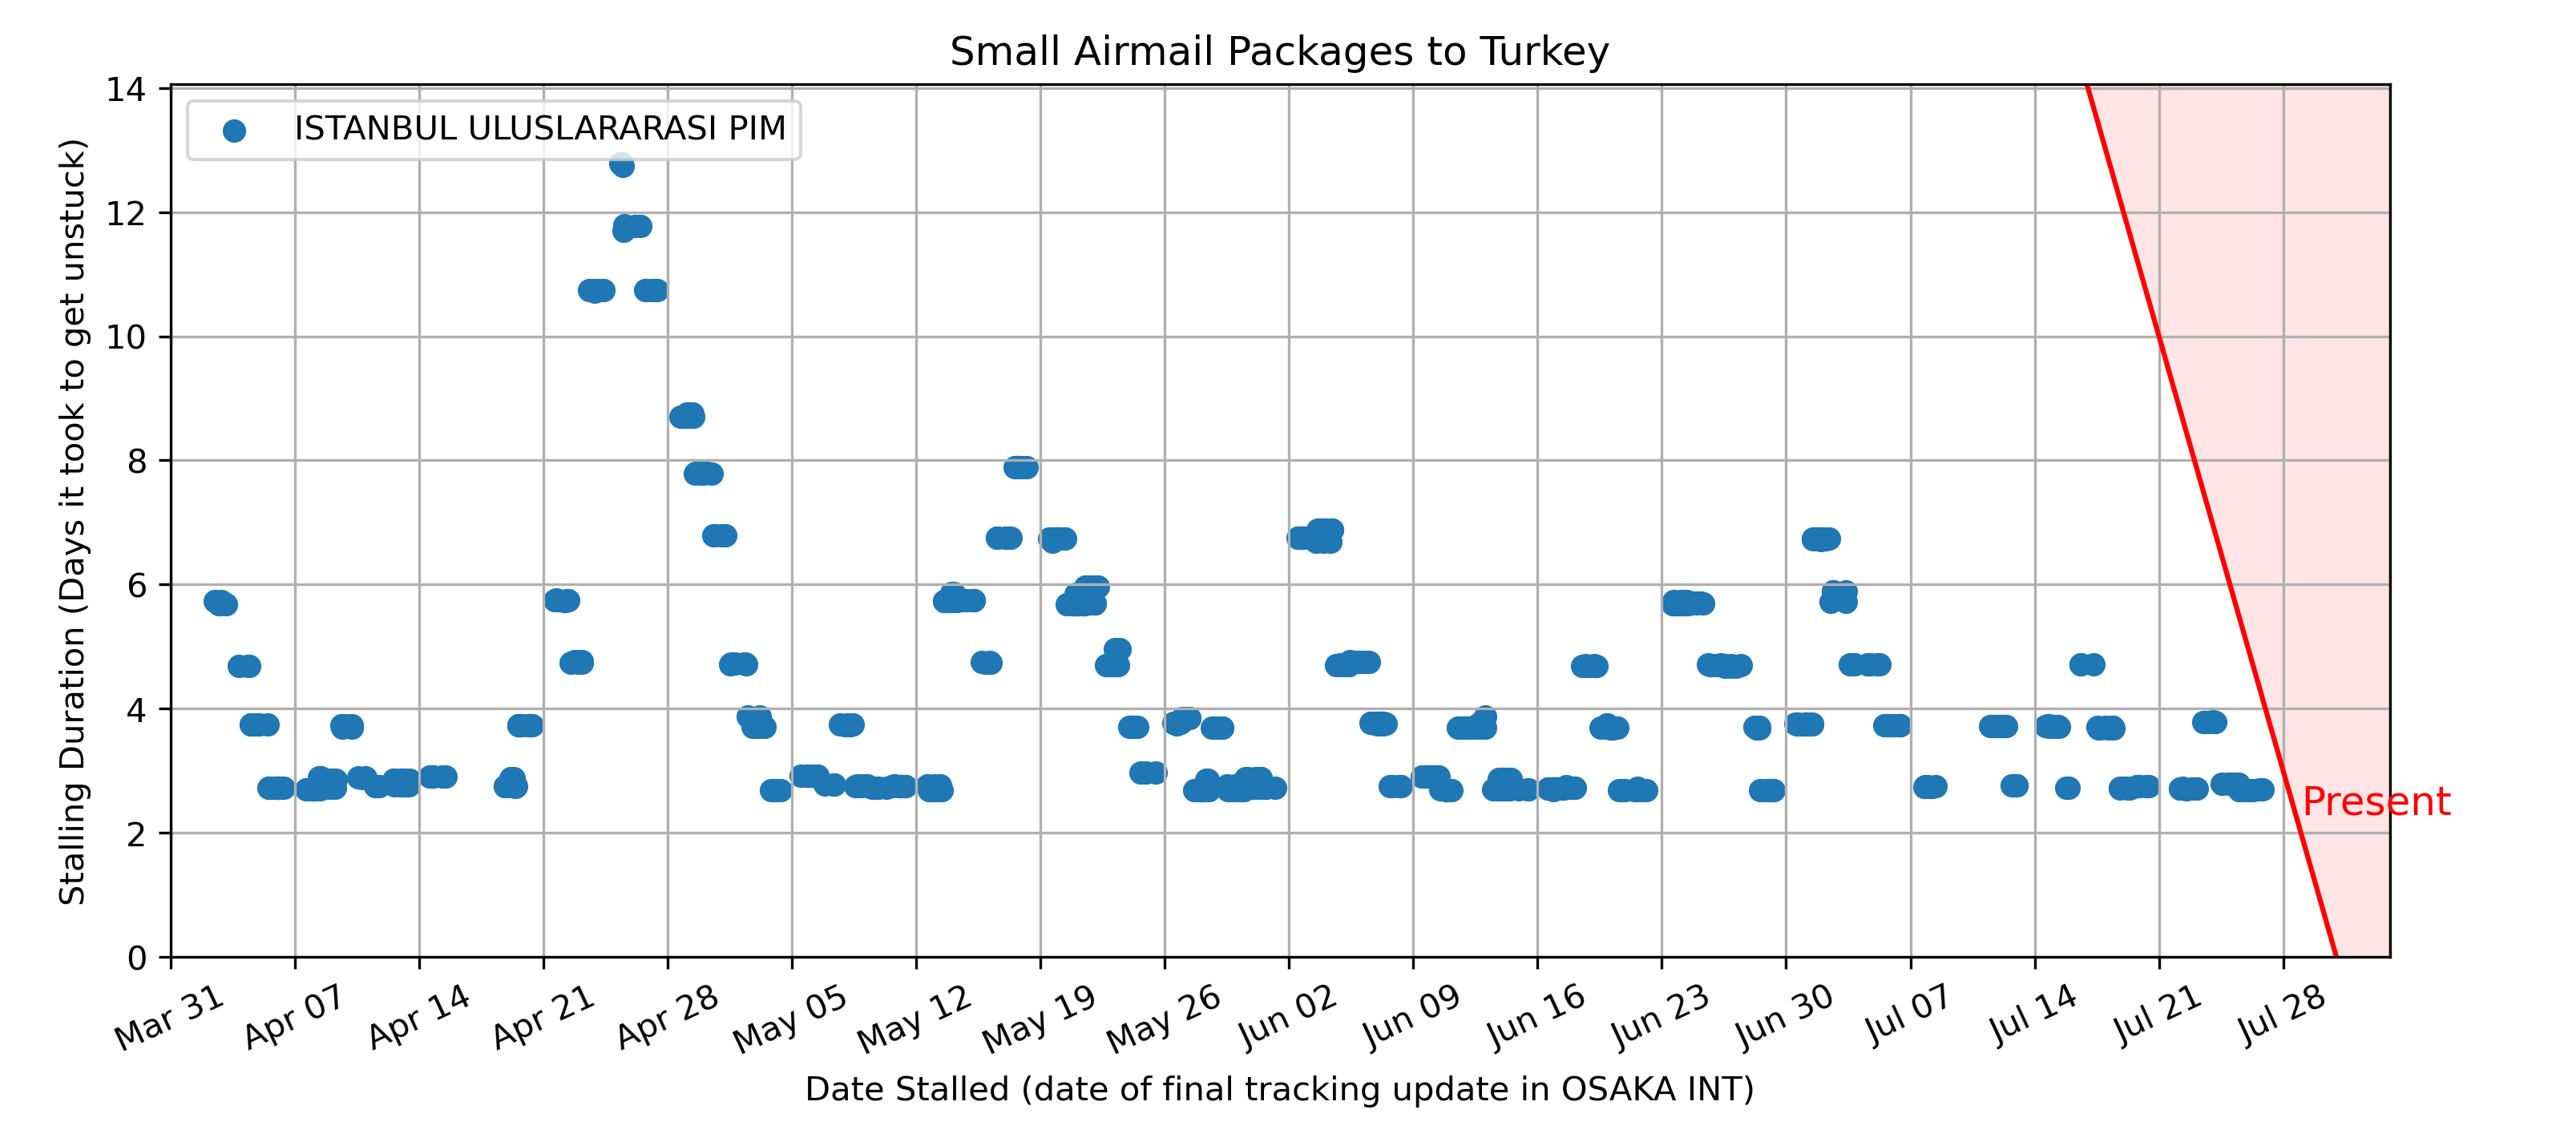 Small Airmail Packages to Turkey
ISTANBUL ULUSLARARASI PIM
Stalling Duration (Days it took to get unstuck)
14
12
10
8
6
4
2
0
Present
Mar 31
Apr 07
Apr 14
Apr 21
Apr 28
May 05
May 12
May 19
May 26
Jun 02
Jun 09
Jun 16
Jun 23
Jun 30
Jul 07
Jul 14
Jul 21
Jul 28
Date Stalled (date of final tracking update in OSAKA INT)